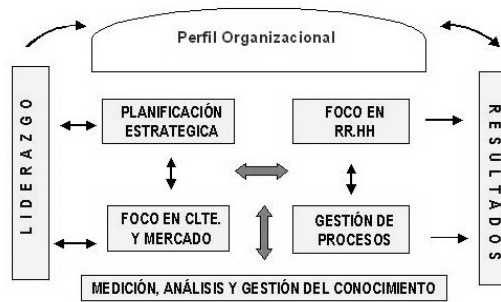 Perfil Organizacional
LIDERAZGO
PLANIFICACIÓN
ESTRATEGICA
FOCO EN
RR.HH
FOCO EN CLTE.
Y MERCADO
GESTIÓN DE
PROCESOS
RESULTADOS
MEDICIÓN, ANÁLISIS Y GESTIÓN DEL CONOCIMIENTO